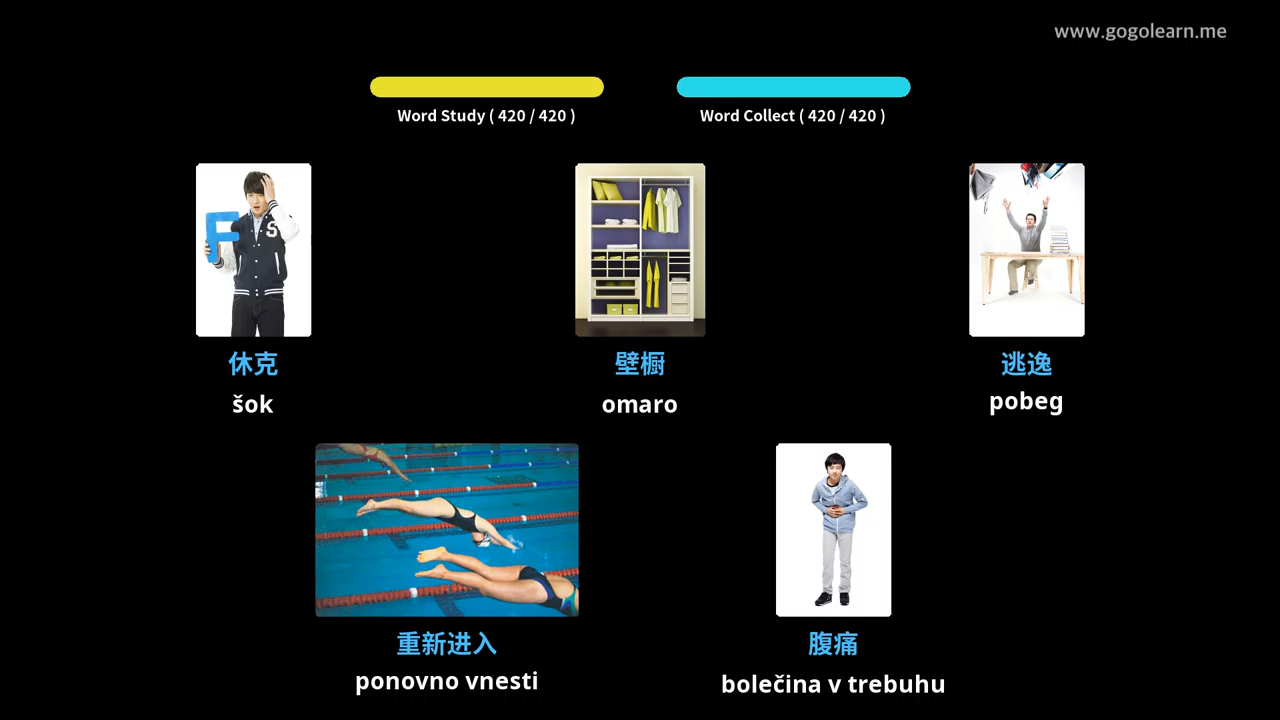 www.gogolearn.me
Word Study ( 420 / 420 )
Word Collect ( 420 / 420 )
F
S
休克
šok
壁橱
omaro
逃逸
pobeg
重新进入
ponovno vnesti
腹痛
bolečina v trebuhu